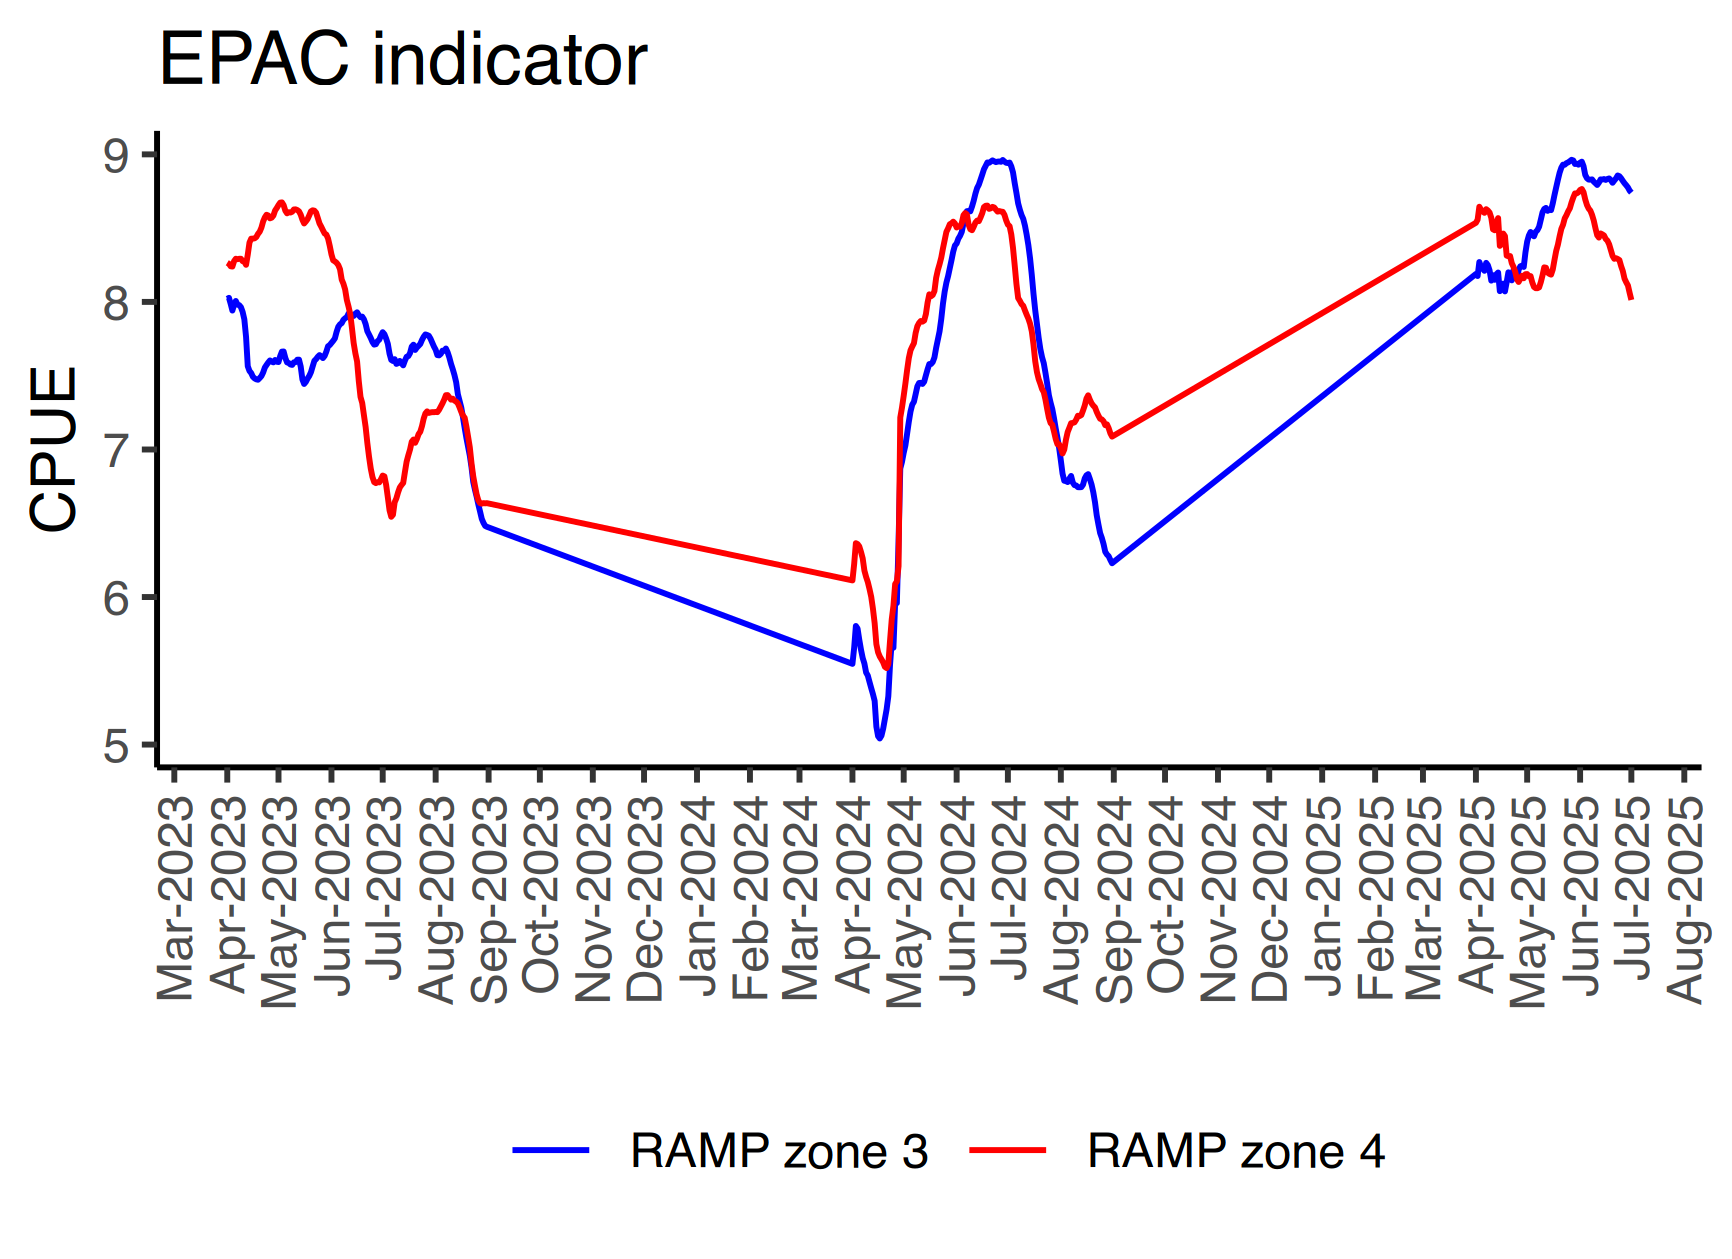 EPAC indicator
CPUE
9
8
7
6
5
Mar-2023
Apr-2023
May-2023
Jun-2023
Jul-2023
Aug-2023
Sep-2023
Oct-2023
Nov-2023
Dec-2023
Jan-2024
Feb-2024
Mar-2024
Apr-2024
May-2024
Jun-2024
Jul-2024
Aug-2024
Sep-2024
Oct-2024
Nov-2024
Dec-2024
Jan-2025
Feb-2025
Mar-2025
Apr-2025
May-2025
Jun-2025
Jul-2025
Aug-2025
RAMP zone 3
RAMP zone 4